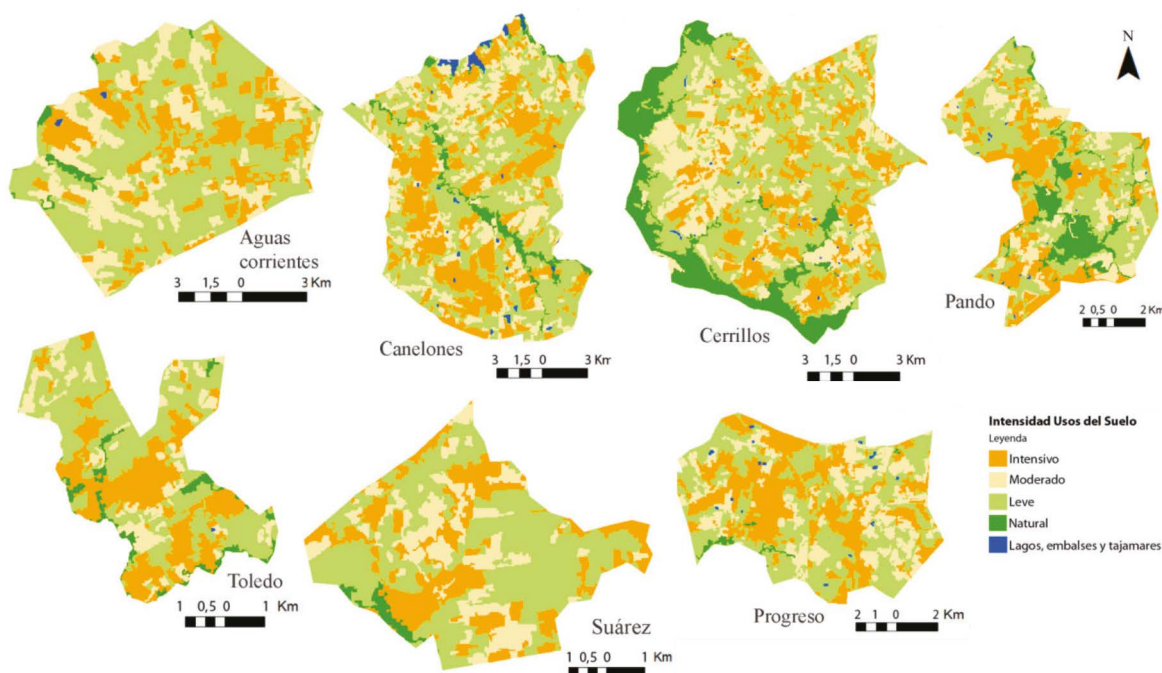 N
Aguas
corrientes
3 1,5 0 3 Km
Canelones
3 1,5 0 3 Km
Cerrillos
3 1,5 0 3 Km
Pando
2 0,5 0 2 Km
Toledo
1 0,5 0 1 Km
Suárez
1 0,5 0 1 Km
Progreso
2 1 0 2 Km
Intensidad Usos del Suelo
Leyenda
Intensivo
Moderado
Leve
Natural
Lagos, embalses y tajamares